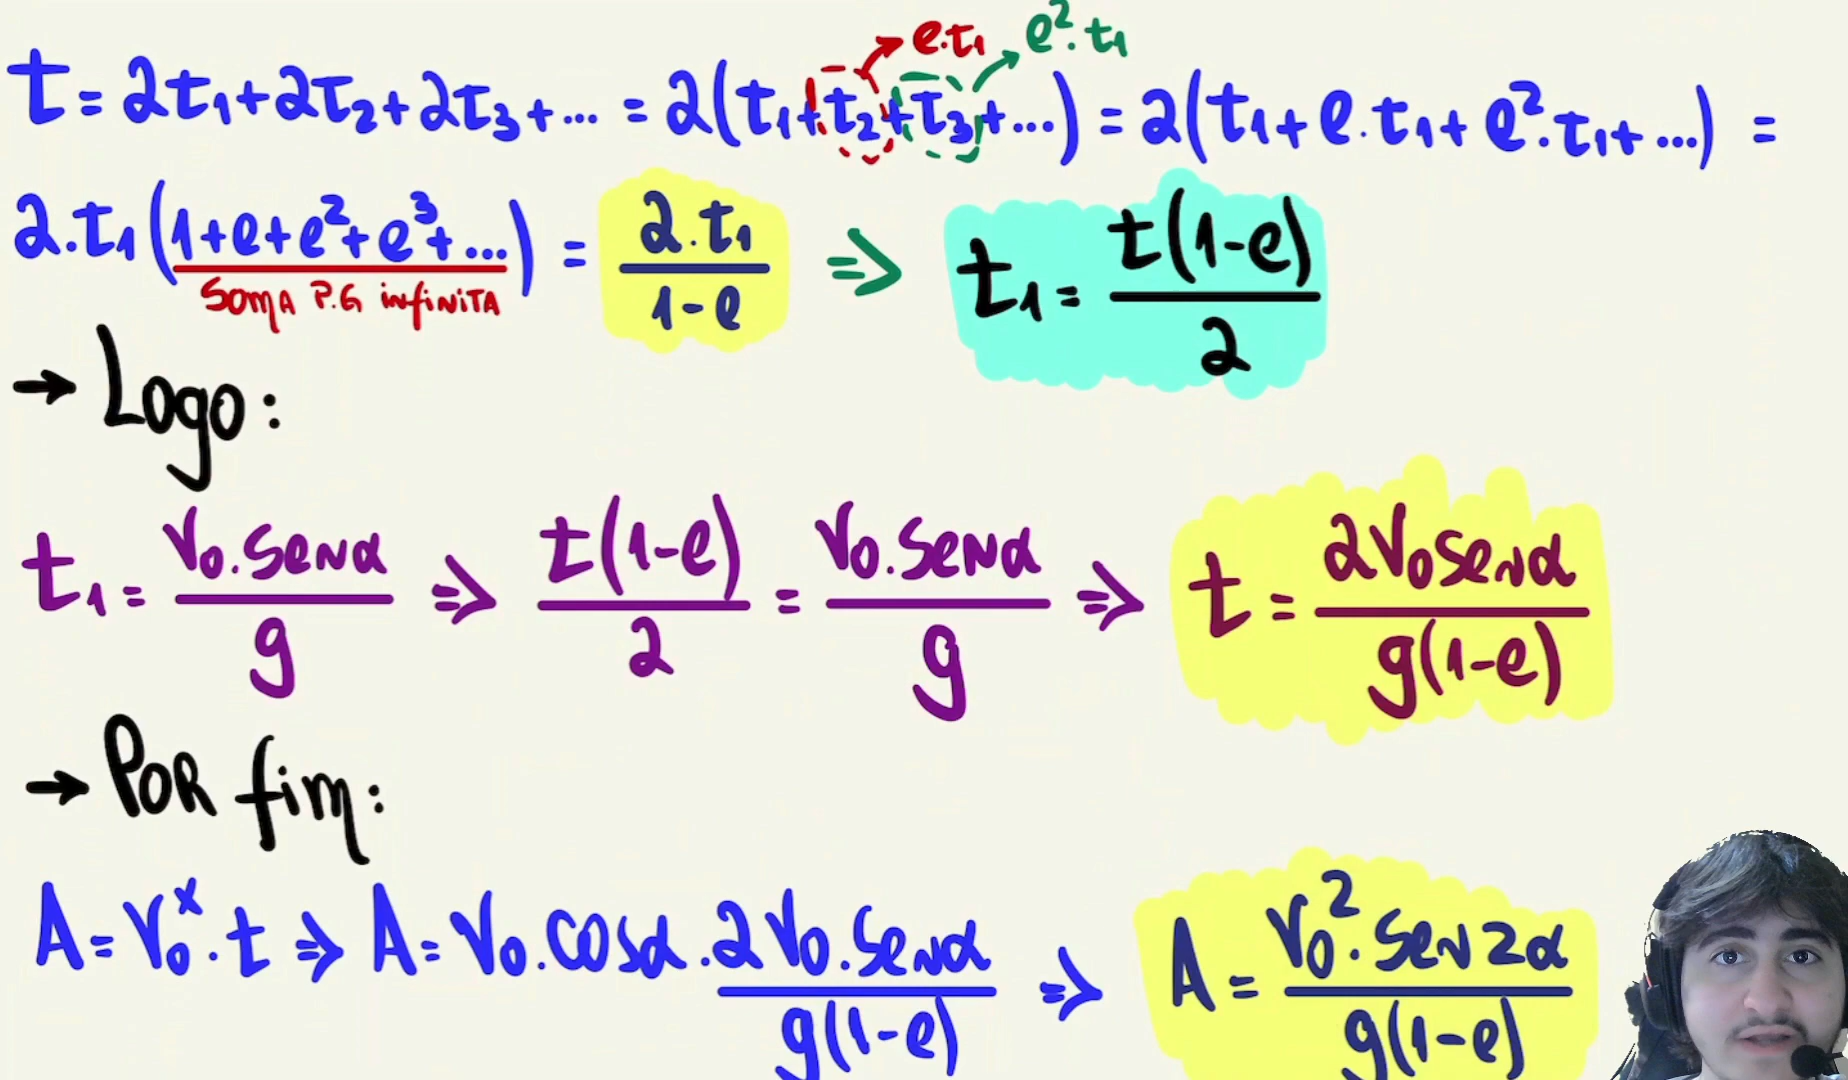 e.t₁ e².t₁
t = 2t₁+2t₂+2t₃+... = 2(t₁+t₂+t₃+...) = 2(t₁+e.t₁+e².t₁+...) =
2.t₁(1+e+e²+e³+...) = 2.t₁/1-e ⇒ t₁ = t(1-e)/2
SOMA P.G INFINITA
→ Logo:
t₁ = V₀.senα/g ⇒ t(1-e)/2 = V₀.senα/g ⇒ t = 2V₀senα/g(1-e)
→ POR fim:
A = V₀ˣ.t ⇒ A = V₀.cosα.2V₀.senα/g(1-e) ⇒ A = V₀².sen2α/g(1-e)